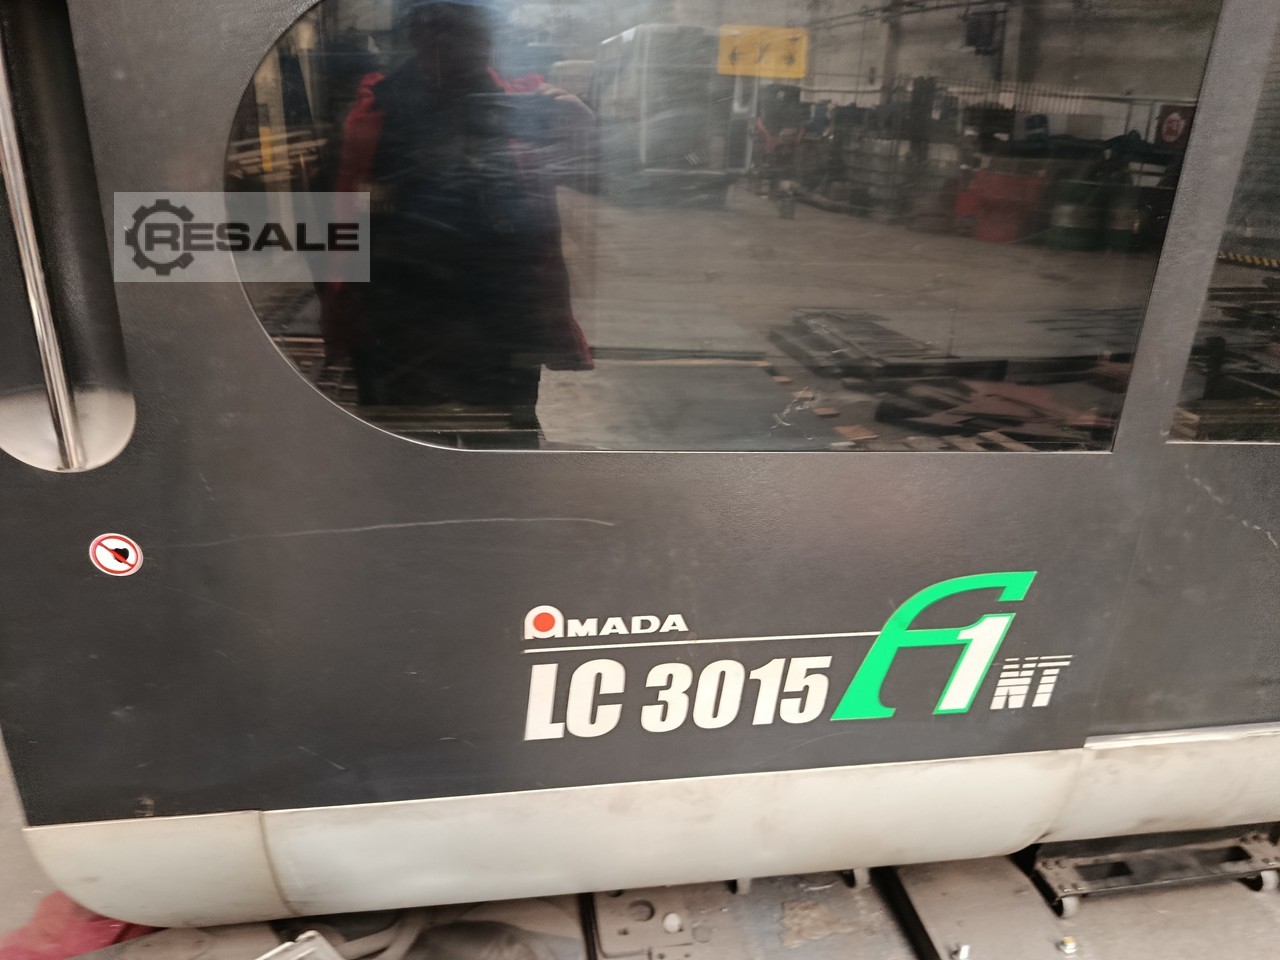 RESALE
AMADA
LC 3015 F1 NT